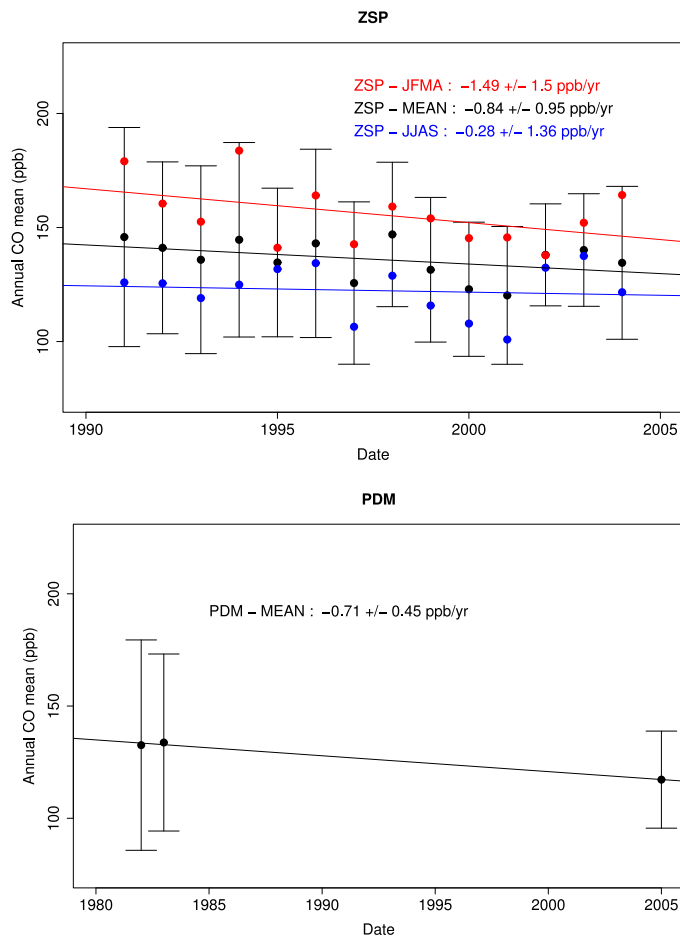 ZSP
ZSP − JFMA : −1.49 +/− 1.5 ppb/yr
ZSP − MEAN : −0.84 +/− 0.95 ppb/yr
ZSP − JJAS : −0.28 +/− 1.36 ppb/yr
Annual CO mean (ppb)
200
150
100
1990 1995 2000 2005
Date
PDM
PDM − MEAN : −0.71 +/− 0.45 ppb/yr
Annual CO mean (ppb)
200
150
100
1980 1985 1990 1995 2000 2005
Date